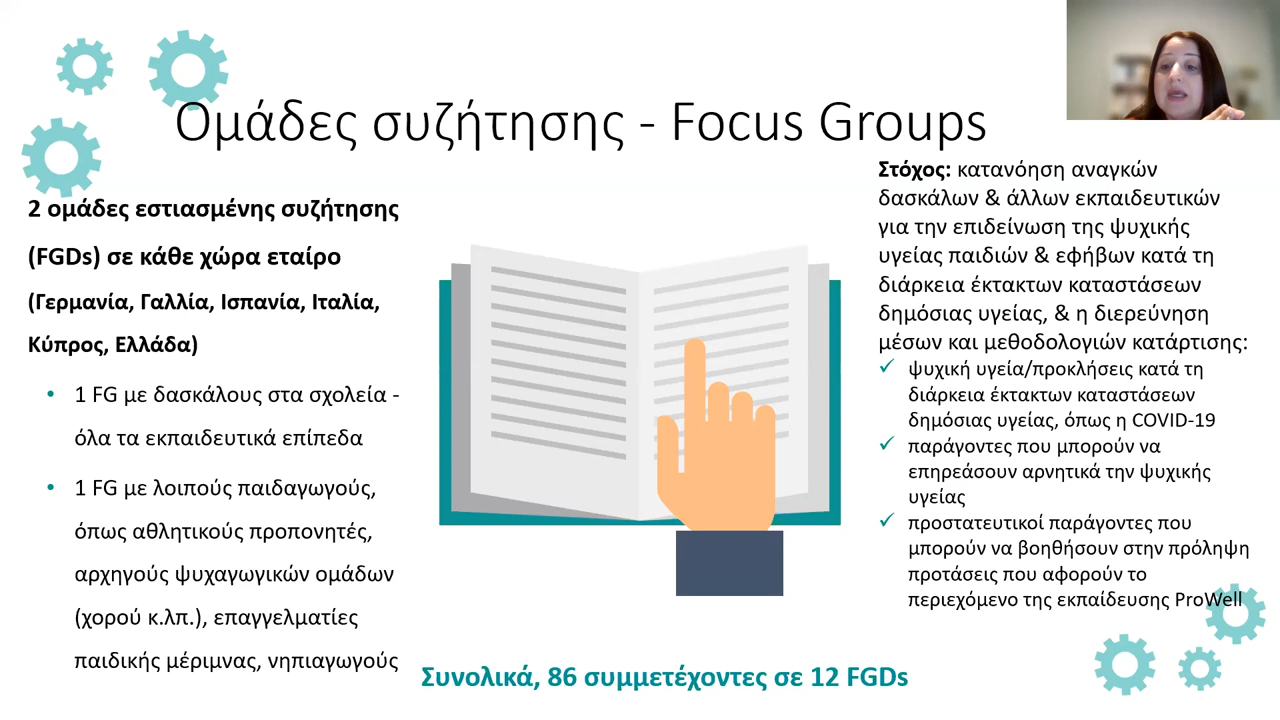 Ομάδες συζήτησης - Focus Groups
2 ομάδες εστιασμένης συζήτησης
(FGDs) σε κάθε χώρα εταίρο
(Γερμανία, Γαλλία, Ισπανία, Ιταλία,
Κύπρος, Ελλάδα)
• 1 FG με δασκάλους στα σχολεία -
όλα τα εκπαιδευτικά επίπεδα
• 1 FG με λοιπούς παιδαγωγούς,
όπως αθλητικούς προπονητές,
αρχηγούς ψυχαγωγικών ομάδων
(χορού κ.λπ.), επαγγελματίες
παιδικής μέριμνας, νηπιαγωγούς
Στόχος: κατανόηση αναγκών
δασκάλων & άλλων εκπαιδευτικών
για την επιδείνωση της ψυχικής
υγείας παιδιών & εφήβων κατά τη
διάρκεια έκτακτων καταστάσεων
δημόσιας υγείας, & η διερεύνηση
μέσων και μεθοδολογιών κατάρτισης:
✓ ψυχική υγεία/προκλήσεις κατά τη
διάρκεια έκτακτων καταστάσεων
δημόσιας υγείας, όπως η COVID-19
✓ παράγοντες που μπορούν να
επηρεάσουν αρνητικά την ψυχικής
υγείας
✓ προστατευτικοί παράγοντες που
μπορούν να βοηθήσουν στην πρόληψη
προτάσεις που αφορούν το
περιεχόμενο της εκπαίδευσης ProWell
Συνολικά, 86 συμμετέχοντες σε 12 FGDs